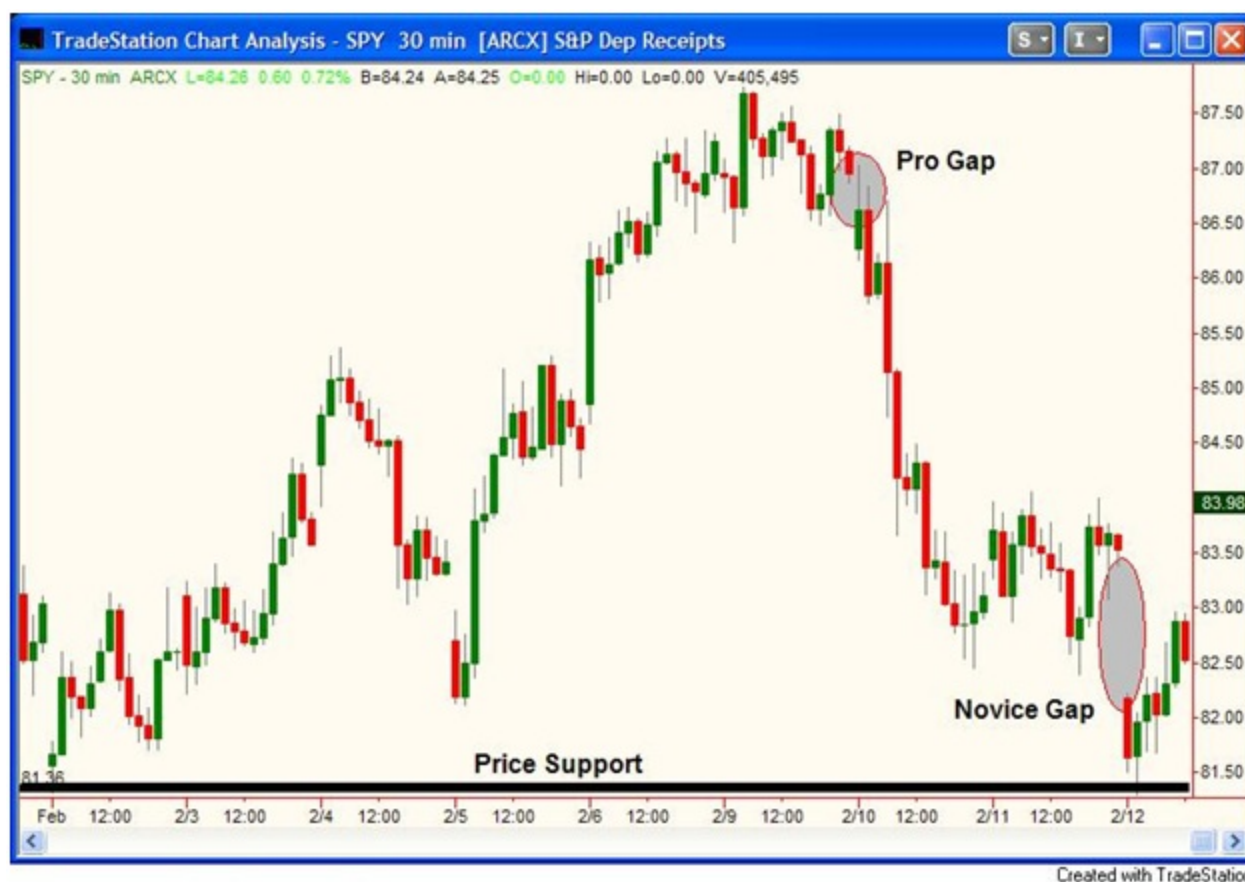 TradeStation Chart Analysis - SPY 30 min [ARCX] S&P Dep Receipts
S I
SPY - 30 min ARCX L=84.26 0.60 0.72% B=84.24 A=84.25 O=0.00 Hi=0.00 Lo=0.00 V=405,495
87.50
Pro Gap
87.00
86.50
86.00
85.50
85.00
84.50
83.98
83.50
83.00
82.50
Novice Gap
82.00
Price Support
81.50
81.36
Feb 12:00 2/3 12:00 2/4 12:00 2/5 12:00 2/6 12:00 2/9 12:00 2/10 12:00 2/11 12:00 2/12
Created with TradeStatio